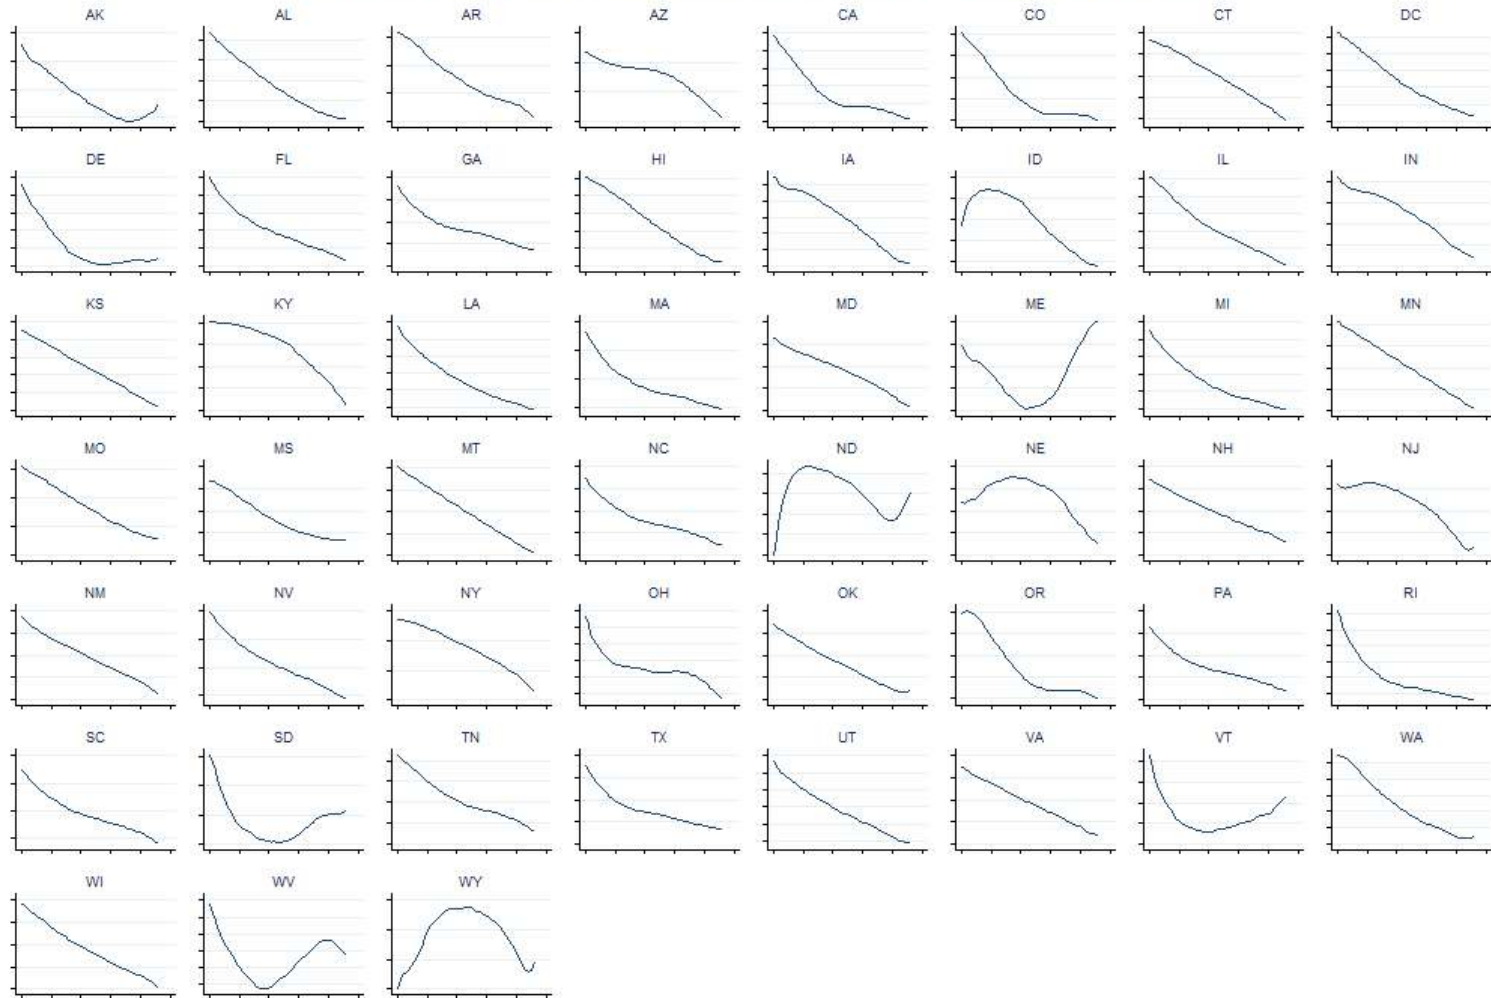 AK AL AR AZ CA CO CT DC
DE FL GA HI IA ID IL IN
KS KY LA MA MD ME MI MN
MO MS MT NC ND NE NH NJ
NM NV NY OH OK OR PA RI
SC SD TN TX UT VA VT WA
WI WV WY